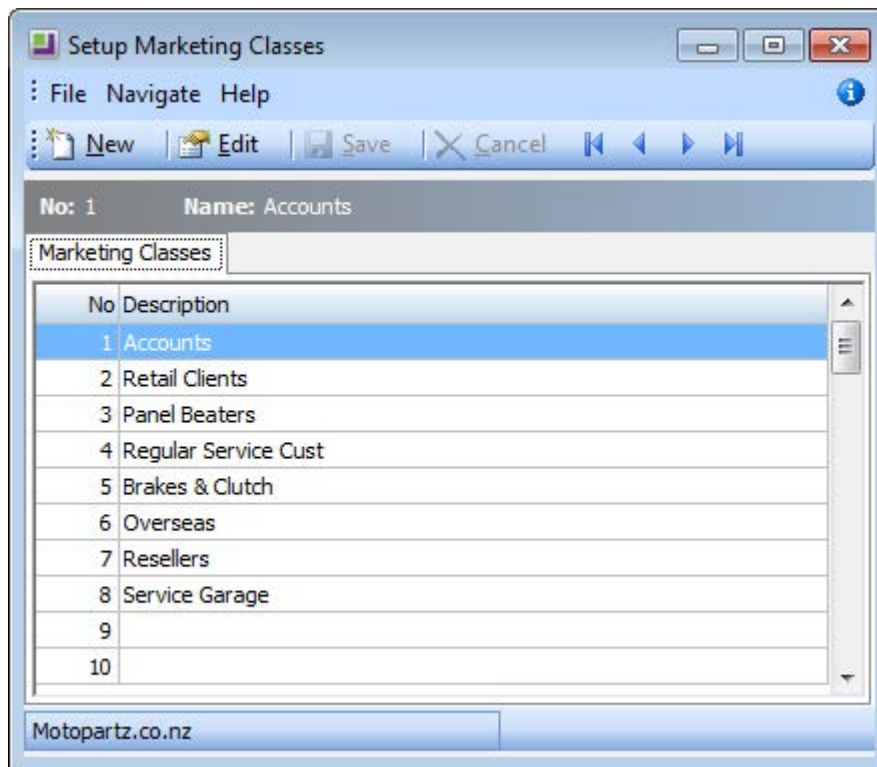 Setup Marketing Classes
File Navigate Help
New Edit Save Cancel
No: 1 Name: Accounts
Marketing Classes
No Description
1 Accounts
2 Retail Clients
3 Panel Beaters
4 Regular Service Cust
5 Brakes & Clutch
6 Overseas
7 Resellers
8 Service Garage
9
10
Motopartz.co.nz